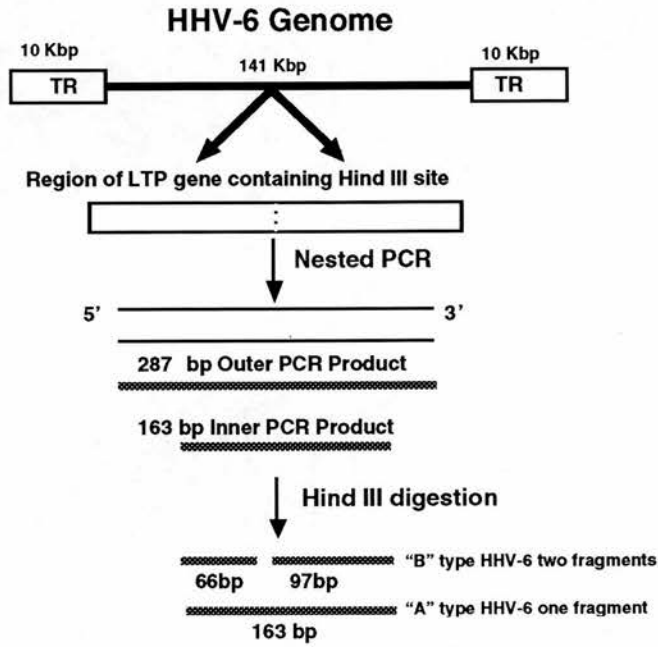 HHV-6 Genome
10 Kbp
141 Kbp
10 Kbp
TR
TR
Region of LTP gene containing Hind III site
Nested PCR
5’
3’
287 bp Outer PCR Product
163 bp Inner PCR Product
Hind III digestion
66bp
97bp
“B” type HHV-6 two fragments
“A” type HHV-6 one fragment
163 bp